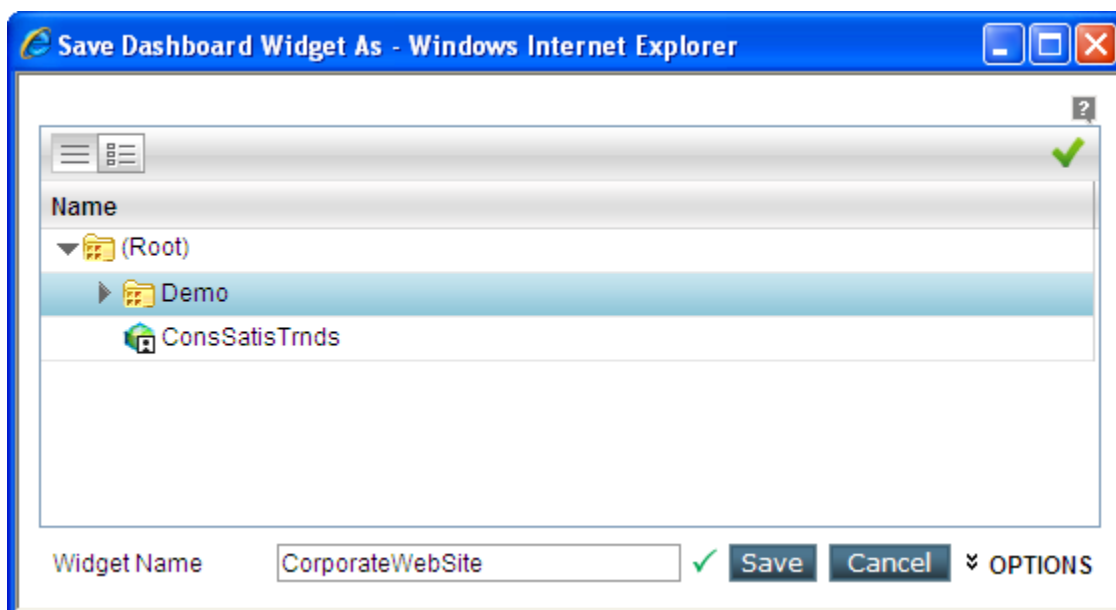 Save Dashboard Widget As - Windows Internet Explorer
?
Name
(Root)
Demo
ConsSatisTrnds
Widget Name CorporateWebSite Save Cancel OPTIONS